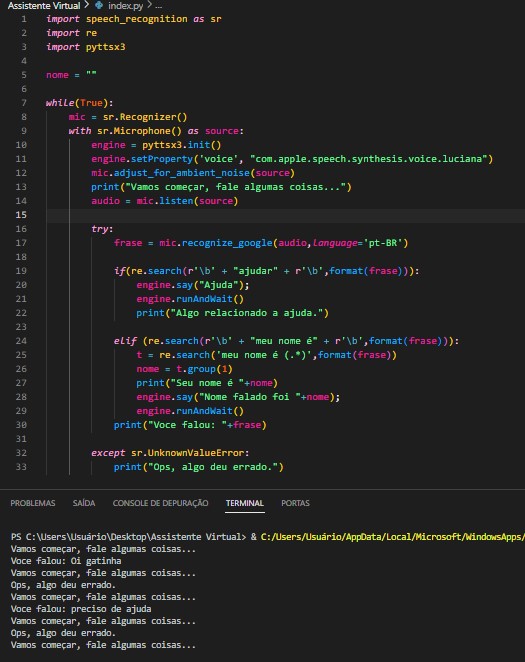 Assistente Virtual > index.py > ...
1 import speech_recognition as sr
2 import re
3 import pyttsx3
4
5 nome = ""
6
7 while(True):
8     mic = sr.Recognizer()
9     with sr.Microphone() as source:
10         engine = pyttsx3.init()
11         engine.setProperty('voice', "com.apple.speech.synthesis.voice.luciana")
12         mic.adjust_for_ambient_noise(source)
13         print("Vamos começar, fale algumas coisas...")
14         audio = mic.listen(source)
15
16         try:
17             frase = mic.recognize_google(audio,language='pt-BR')
18
19             if(re.search(r'\b' + "ajudar" + r'\b',format(frase))):
20                 engine.say("Ajuda");
21                 engine.runAndWait()
22                 print("Algo relacionado a ajuda.")
23
24             elif (re.search(r'\b' + "meu nome é" + r'\b',format(frase))):
25                 t = re.search('meu nome é (.*)',format(frase))
26                 nome = t.group(1)
27                 print("Seu nome é "+nome)
28                 engine.say("Nome falado foi "+nome);
29                 engine.runAndWait()
30             print("Voce falou: "+frase)
31
32         except sr.UnknownValueError:
33             print("Ops, algo deu errado.")
PROBLEMAS SAÍDA CONSOLE DE DEPURAÇÃO TERMINAL PORTAS
PS C:\Users\Usuário\Desktop\Assistente Virtual> & C:/Users/Usuário/AppData/Local/Microsoft/WindowsApps/
Vamos começar, fale algumas coisas...
Voce falou: Oi gatinha
Vamos começar, fale algumas coisas...
Ops, algo deu errado.
Vamos começar, fale algumas coisas...
Voce falou: preciso de ajuda
Vamos começar, fale algumas coisas...
Ops, algo deu errado.
Vamos começar, fale algumas coisas...